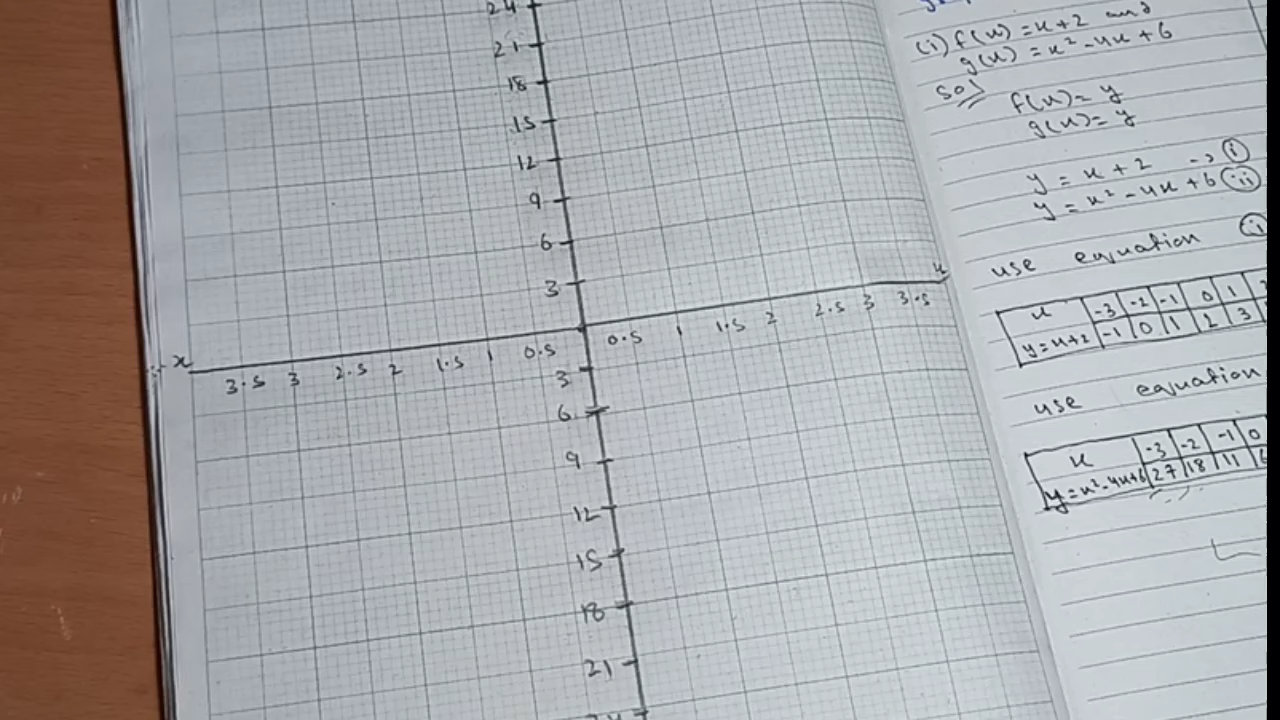 24
21
18
15
12
9
6
3
x
3.5 3 2.5 2 1.5 1 0.5 0.5 1 1.5 2 2.5 3 3.5
x
3
6
9
12
15
18
21
(i) f(x) = x+2 and
g(x) = x² - 4x + 6
Sol
f(x) = y
g(x) = y
y = x + 2 → (i)
y = x² - 4x + 6 (ii)
use equation (i)
x -3 -2 -1 0 1
y = x+2 -1 0 1 2 3
use equation
x -3 -2 -1 0
y = x² - 4x + 6 27 18 11 6